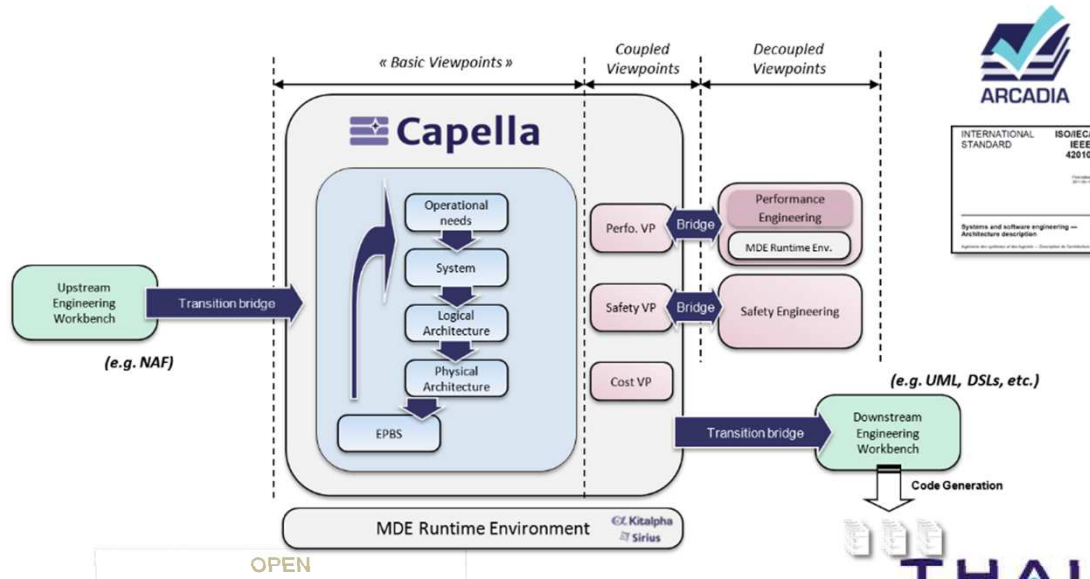 « Basic Viewpoints »
Coupled
Viewpoints
Decoupled
Viewpoints
ARCADIA
INTERNATIONAL
STANDARD
ISO/IEC/
IEEE
42010
Systems and software engineering —
Architecture description
Capella
Operational
needs
System
Logical
Architecture
Physical
Architecture
EPBS
Perfo. VP
Bridge
Performance
Engineering
MDE Runtime Env.
Safety VP
Bridge
Safety Engineering
Cost VP
Upstream
Engineering
Workbench
Transition bridge
(e.g. NAF)
(e.g. UML, DSLs, etc.)
Transition bridge
Downstream
Engineering
Workbench
Code Generation
MDE Runtime Environment
Kitalpha
Sirius
OPEN